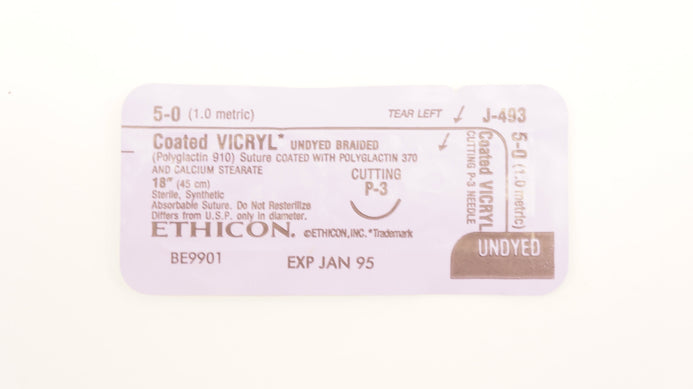 5-0 (1.0 metric) TEAR LEFT J-493
Coated VICRYL* UNDYED BRAIDED
(Polyglactin 910) Suture COATED WITH POLYGLACTIN 370
AND CALCIUM STEARATE
18" (45 cm)
Sterile, Synthetic
Absorbable Suture. Do Not Resterilize
Differs from U.S.P. only in diameter.
CUTTING
P-3
ETHICON. ©ETHICON, INC. *Trademark
BE9901 EXP JAN 95
5-0 (1.0 metric)
Coated VICRYL
CUTTING P-3 NEEDLE
UNDYED